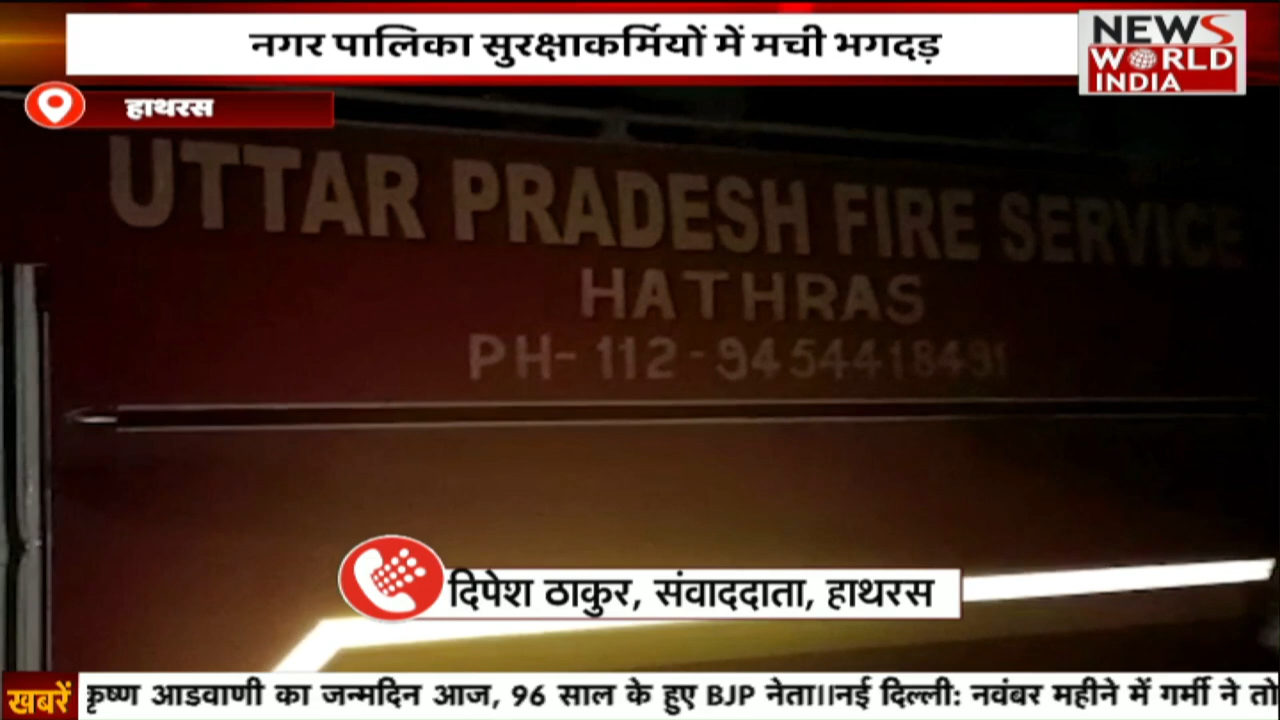 नगर पालिका सुरक्षाकर्मियों में मची भगदड़
NEWS
WORLD
INDIA
हाथरस
UTTAR PRADESH FIRE SERVICE
HATHRAS
PH- 112 - 9454418491
दिपेश ठाकुर, संवाददाता, हाथरस
खबरें
कृष्ण आडवाणी का जन्मदिन आज, 96 साल के हुए BJP नेता॥नई दिल्ली: नवंबर महीने में गर्मी ने तो